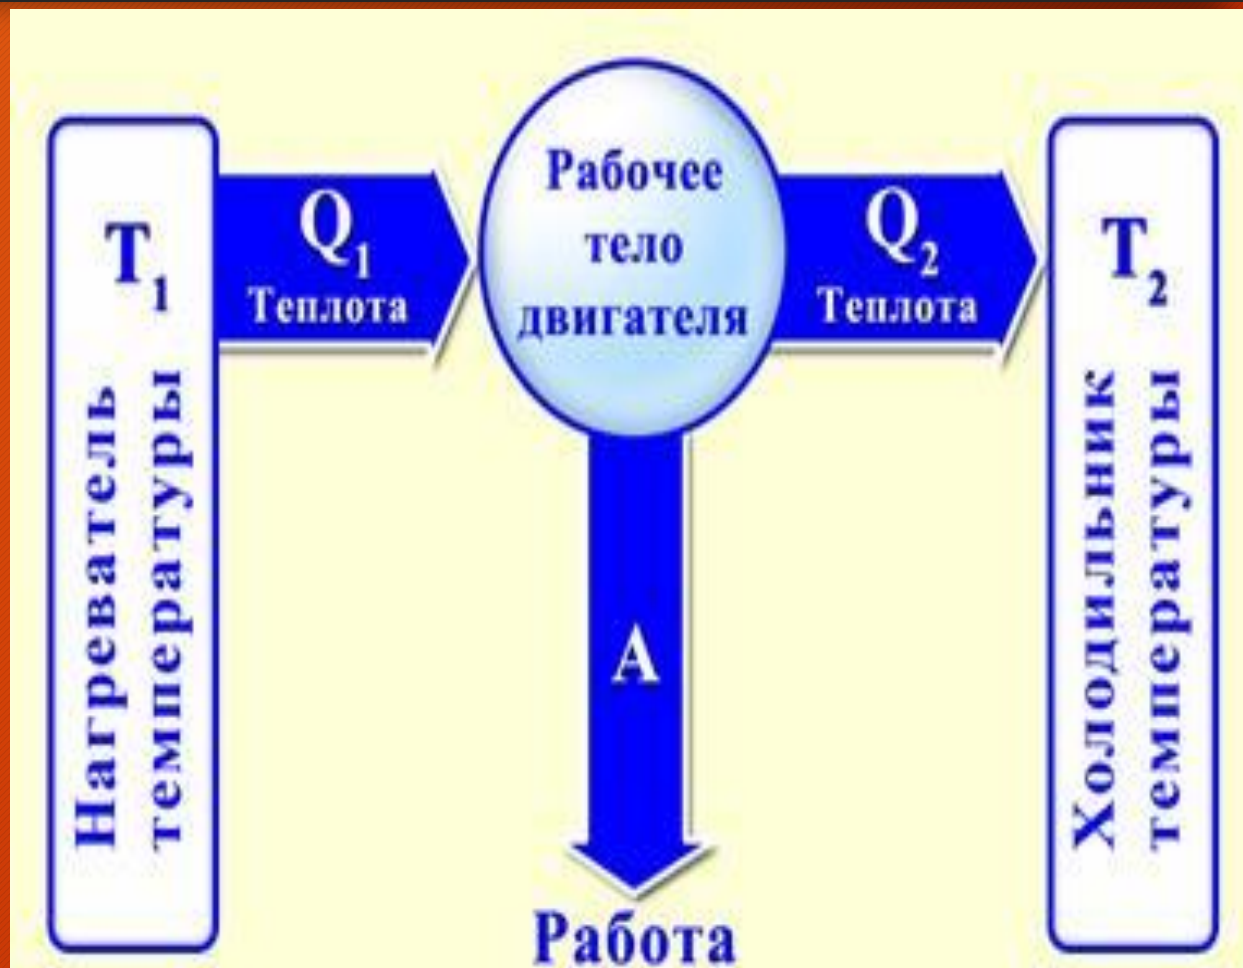 Нагреватель
температуры T₁
Q₁
Теплота
Рабочее
тело
двигателя
Q₂
Теплота
Холодильник
температуры T₂
A
Работа